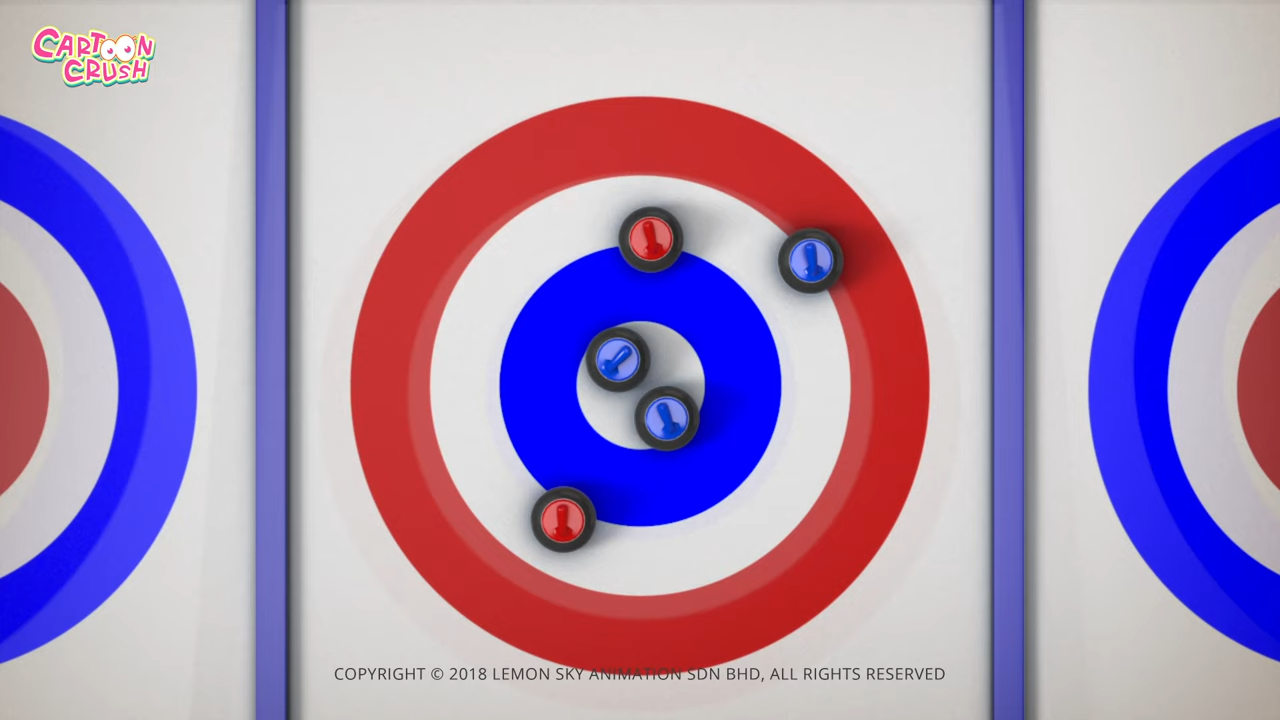 CARTOON
CRUSH
COPYRIGHT © 2018 LEMON SKY ANIMATION SDN BHD, ALL RIGHTS RESERVED